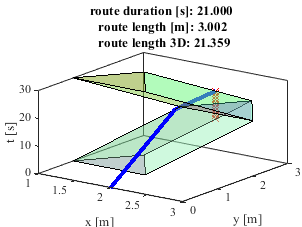 route duration [s]: 21.000
route length [m]: 3.002
route length 3D: 21.359
30
20
10
0
t [s]
1
1.5
2
2.5
3
x [m]
0
1
2
3
y [m]